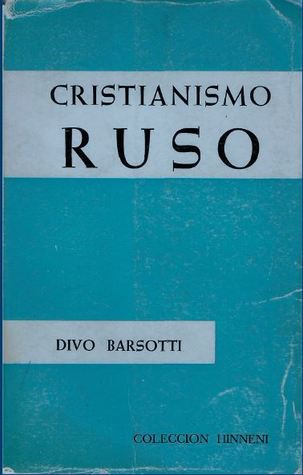 CRISTIANISMO
RUSO
DIVO BARSOTTI
COLECCION HINNENI